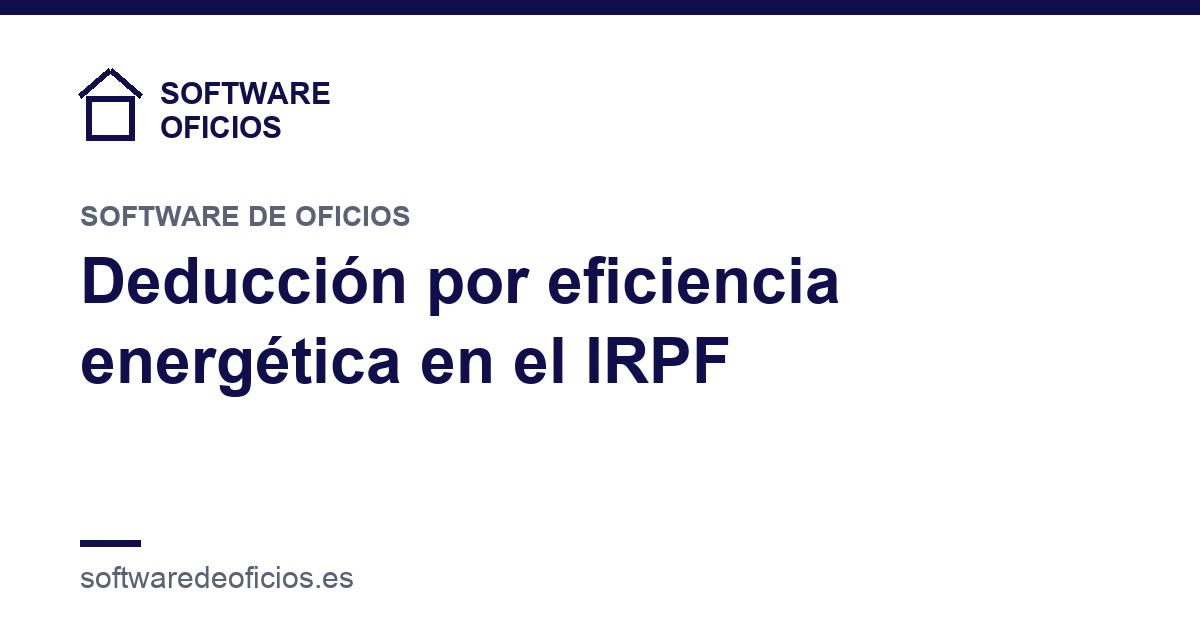 SOFTWARE
OFICIOS
SOFTWARE DE OFICIOS
Deducción por eficiencia
energética en el IRPF
softwaredeoficios.es